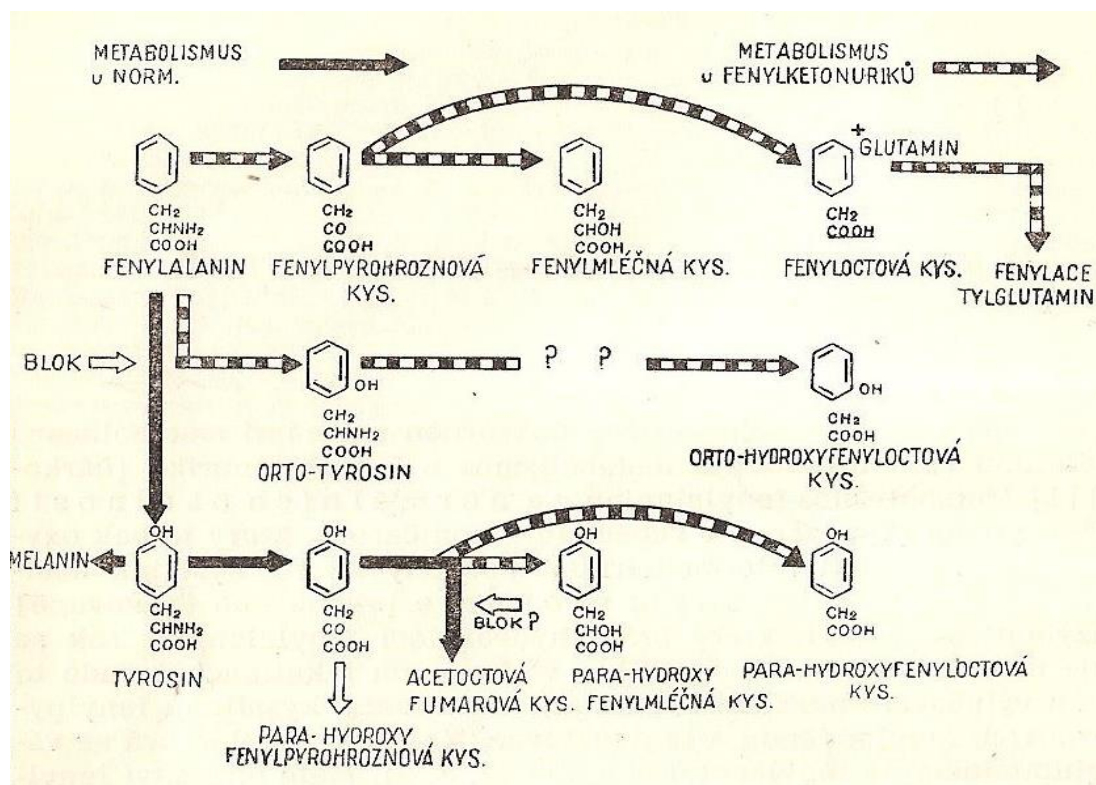 METABOLISMUS
U NORM.
METABOLISMUS
U FENYLKETONURIKŮ
+
GLUTAMIN
CH2
CHNH2
COOH
CH2
CO
COOH
CH2
CHOH
COOH
CH2
COOH
FENYLALANIN
FENYLPYROHROZNOVÁ
KYS.
FENYLMLÉČNÁ KYS.
FENYLOCTOVÁ KYS.
FENYLACE
TYLGLUTAMIN
BLOK
OH
? ?
OH
CH2
CHNH2
COOH
CH2
COOH
ORTO-TYROSIN
ORTO-HYDROXYFENYLOCTOVÁ
KYS.
OH
OH
OH
OH
MELANIN
CH2
CHNH2
COOH
CH2
CO
COOH
BLOK ?
CH2
CHOH
COOH
CH2
COOH
TYROSIN
ACETOCTOVÁ
FUMAROVÁ KYS.
PARA-HYDROXY
FENYLMLÉČNÁ KYS.
PARA-HYDROXYFENYLOCTOVÁ
KYS.
PARA-HYDROXY
FENYLPYROHROZNOVÁ KYS.